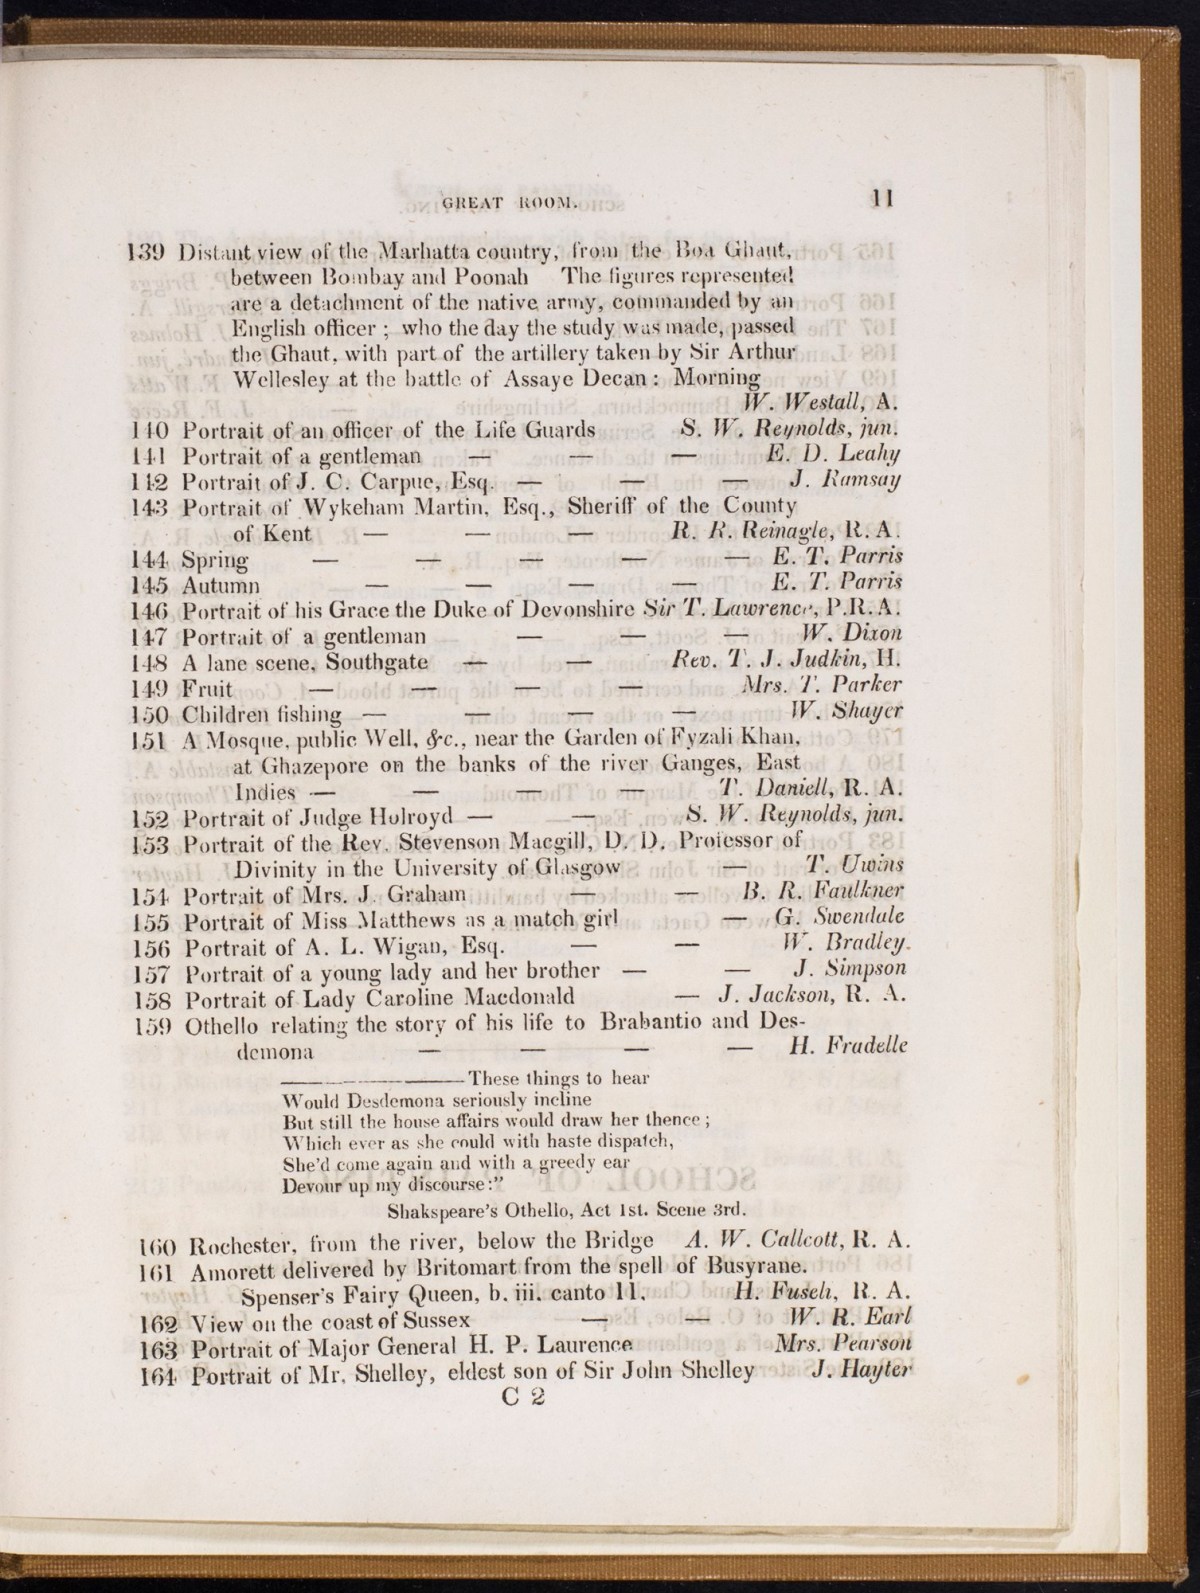 GREAT ROOM. 11
139 Distant view of the Marhatta country, from the Boa Ghaut,
between Bombay and Poonah The figures represented
are a detachment of the native army, commanded by an
English officer ; who the day the study was made, passed
the Ghaut, with part of the artillery taken by Sir Arthur
Wellesley at the battle of Assaye Decan : Morning
W. Westall, A.
140 Portrait of an officer of the Life Guards S. W. Reynolds, jun.
141 Portrait of a gentleman — — — E. D. Leahy
142 Portrait of J. C. Carpue, Esq. — — — J. Ramsay
143 Portrait of Wykeham Martin, Esq., Sheriff of the County
of Kent — — — R. R. Reinagle, R. A.
144 Spring — — — — — E. T. Parris
145 Autumn — — — — E. T. Parris
146 Portrait of his Grace the Duke of Devonshire Sir T. Lawrence, P.R.A.
147 Portrait of a gentleman — — — W. Dixon
148 A lane scene, Southgate — — Rev. T. J. Judkin, H.
149 Fruit — — — — Mrs. T. Parker
150 Children fishing — — — — W. Shayer
151 A Mosque, public Well, &c., near the Garden of Fyzali Khan,
at Ghazepore on the banks of the river Ganges, East
Indies — — — — T. Daniell, R. A.
152 Portrait of Judge Holroyd — — S. W. Reynolds, jun.
153 Portrait of the Rev. Stevenson Macgill, D. D. Professor of
Divinity in the University of Glasgow — T. Uwins
154 Portrait of Mrs. J. Graham — — B. R. Faulkner
155 Portrait of Miss Matthews as a match girl — G. Swendale
156 Portrait of A. L. Wigan, Esq. — — W. Bradley.
157 Portrait of a young lady and her brother — — J. Simpson
158 Portrait of Lady Caroline Macdonald — J. Jackson, R. A.
159 Othello relating the story of his life to Brabantio and Des-
demona — — — — H. Fradelle
————These things to hear
Would Desdemona seriously incline
But still the house affairs would draw her thence ;
Which ever as she could with haste dispatch,
She'd come again and with a greedy ear
Devour up my discourse :"
Shakspeare's Othello, Act 1st. Scene 3rd.
160 Rochester, from the river, below the Bridge A. W. Callcott, R. A.
161 Amorett delivered by Britomart from the spell of Busyrane.
Spenser's Fairy Queen, b. iii. canto 11. H. Fuseli, R. A.
162 View on the coast of Sussex — — W. R. Earl
163 Portrait of Major General H. P. Laurence Mrs. Pearson
164 Portrait of Mr. Shelley, eldest son of Sir John Shelley J. Hayter
C 2